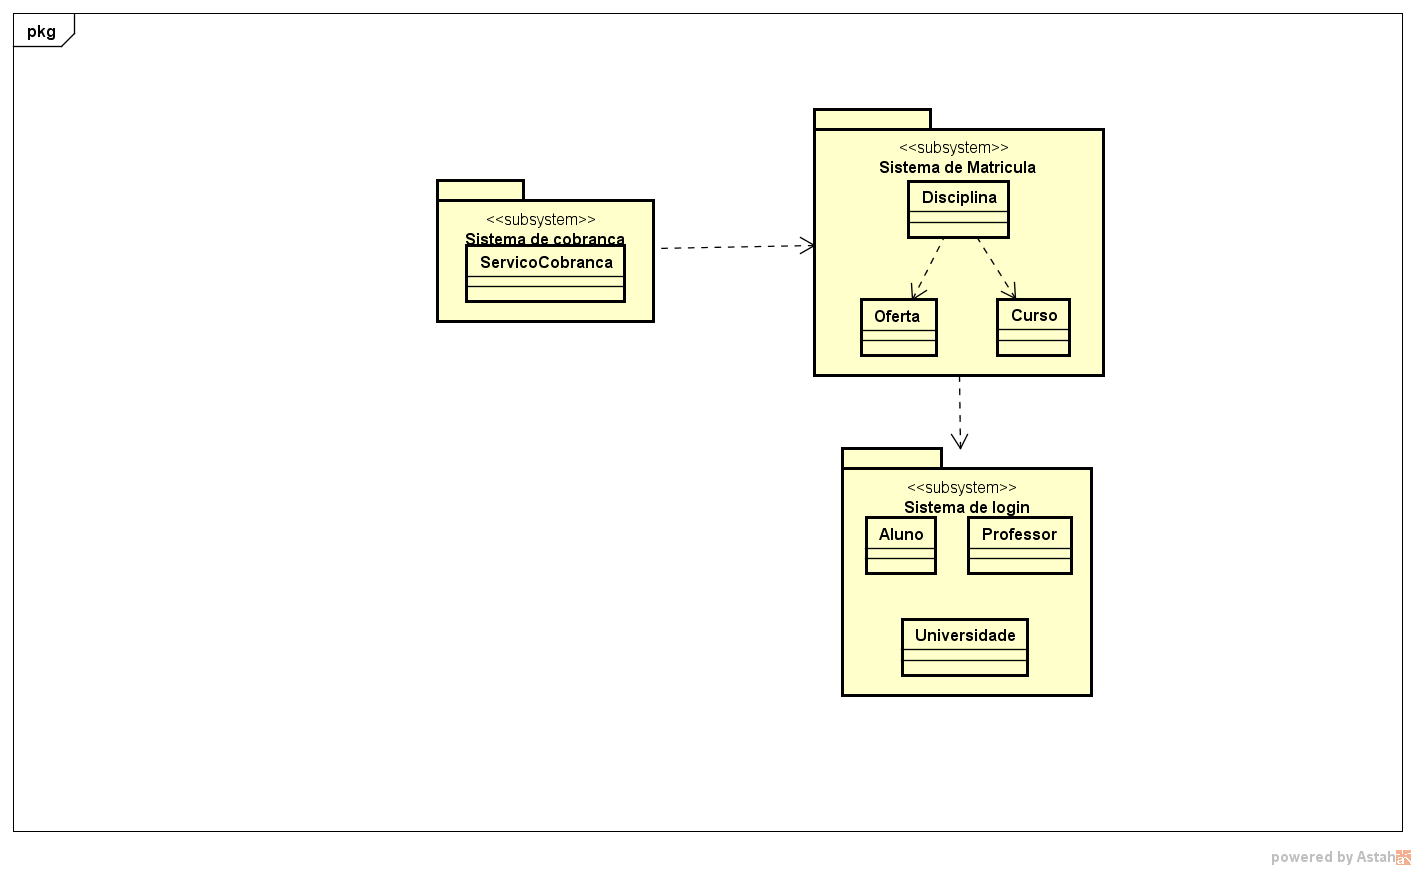 pkg
<<subsystem>>
Sistema de Matricula
Disciplina
Oferta
Curso
<<subsystem>>
Sistema de cobranca
ServicoCobranca
<<subsystem>>
Sistema de login
Aluno
Professor
Universidade
powered by Astah